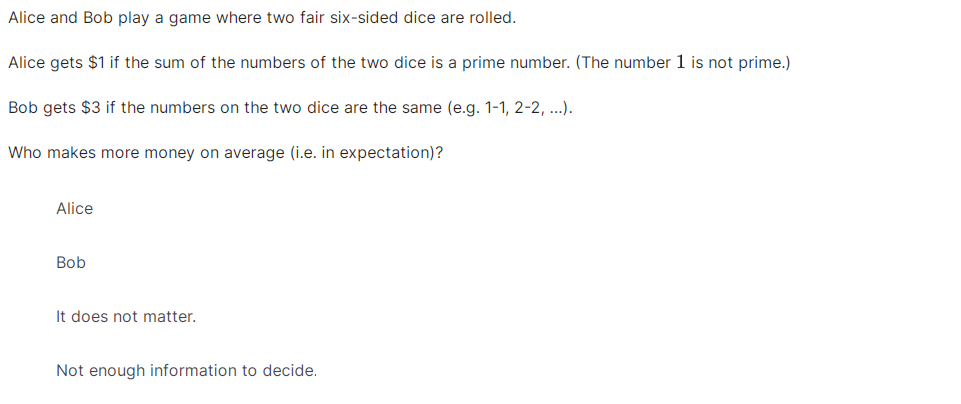 Alice and Bob play a game where two fair six-sided dice are rolled.
Alice gets $1 if the sum of the numbers of the two dice is a prime number. (The number 1 is not prime.)
Bob gets $3 if the numbers on the two dice are the same (e.g. 1-1, 2-2, ...).
Who makes more money on average (i.e. in expectation)?
Alice
Bob
It does not matter.
Not enough information to decide.